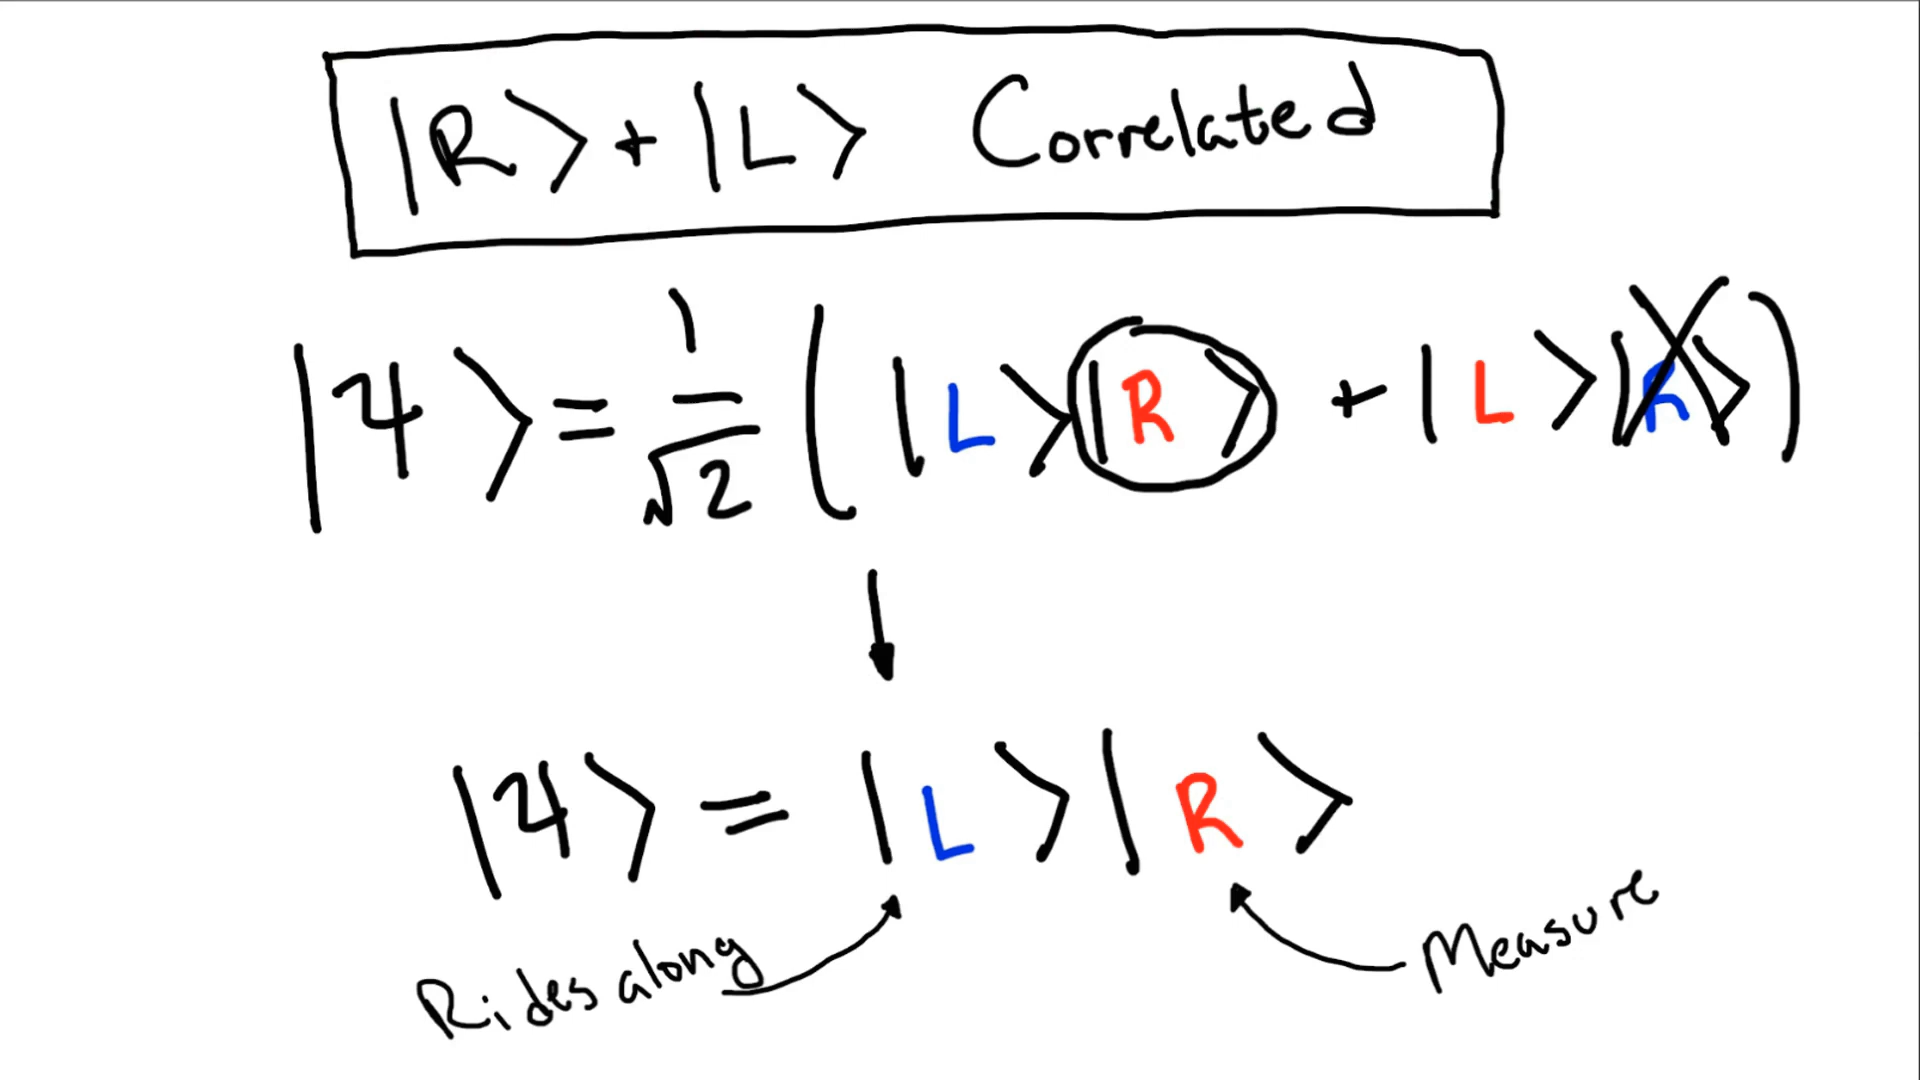 |R⟩ + |L⟩ Correlated
|Ψ⟩ = 1/√2 ( |L⟩|R⟩ + |L⟩|R⟩ )
|Ψ⟩ = |L⟩|R⟩
Rides along
Measure